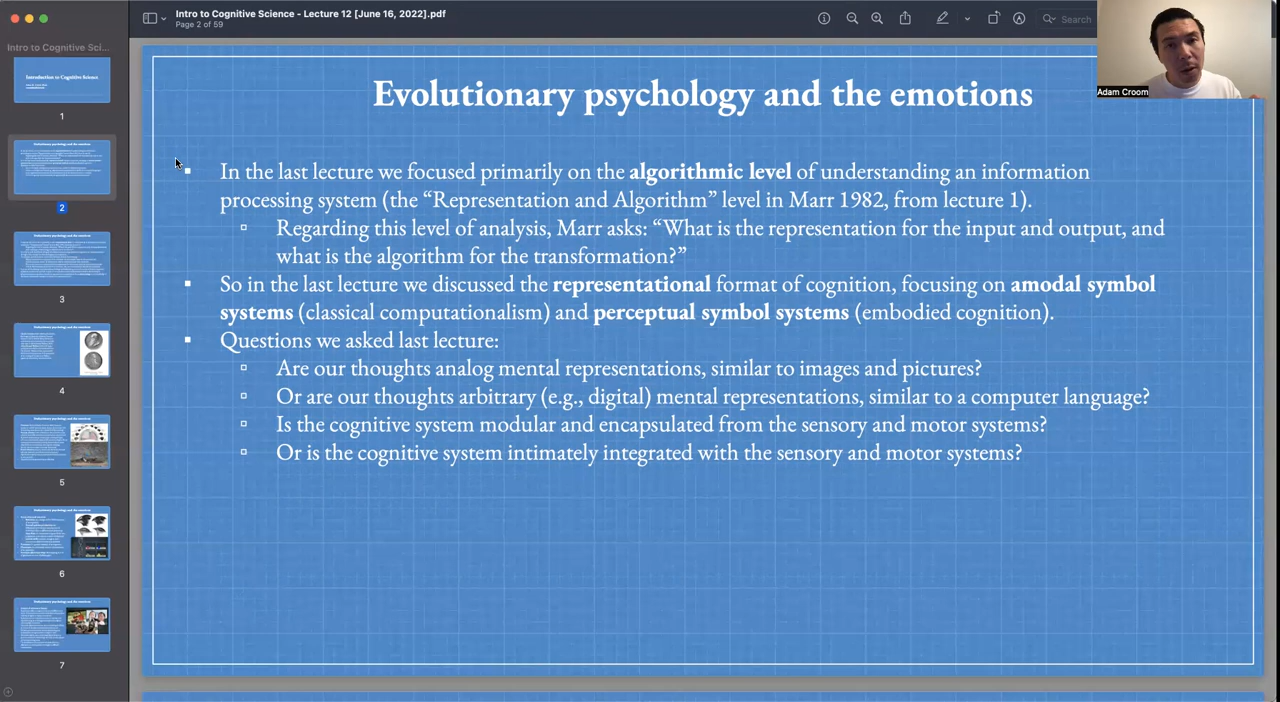 Intro to Cognitive Science - Lecture 12 [June 16, 2022].pdf
Page 2 of 59
Search
Intro to Cognitive Sci...
Introduction to Cognitive Science
1
2
3
4
5
6
7
Adam Croom
Evolutionary psychology and the emotions
In the last lecture we focused primarily on the algorithmic level of understanding an information
processing system (the “Representation and Algorithm” level in Marr 1982, from lecture 1).
Regarding this level of analysis, Marr asks: “What is the representation for the input and output, and
what is the algorithm for the transformation?”
So in the last lecture we discussed the representational format of cognition, focusing on amodal symbol
systems (classical computationalism) and perceptual symbol systems (embodied cognition).
Questions we asked last lecture:
Are our thoughts analog mental representations, similar to images and pictures?
Or are our thoughts arbitrary (e.g., digital) mental representations, similar to a computer language?
Is the cognitive system modular and encapsulated from the sensory and motor systems?
Or is the cognitive system intimately integrated with the sensory and motor systems?